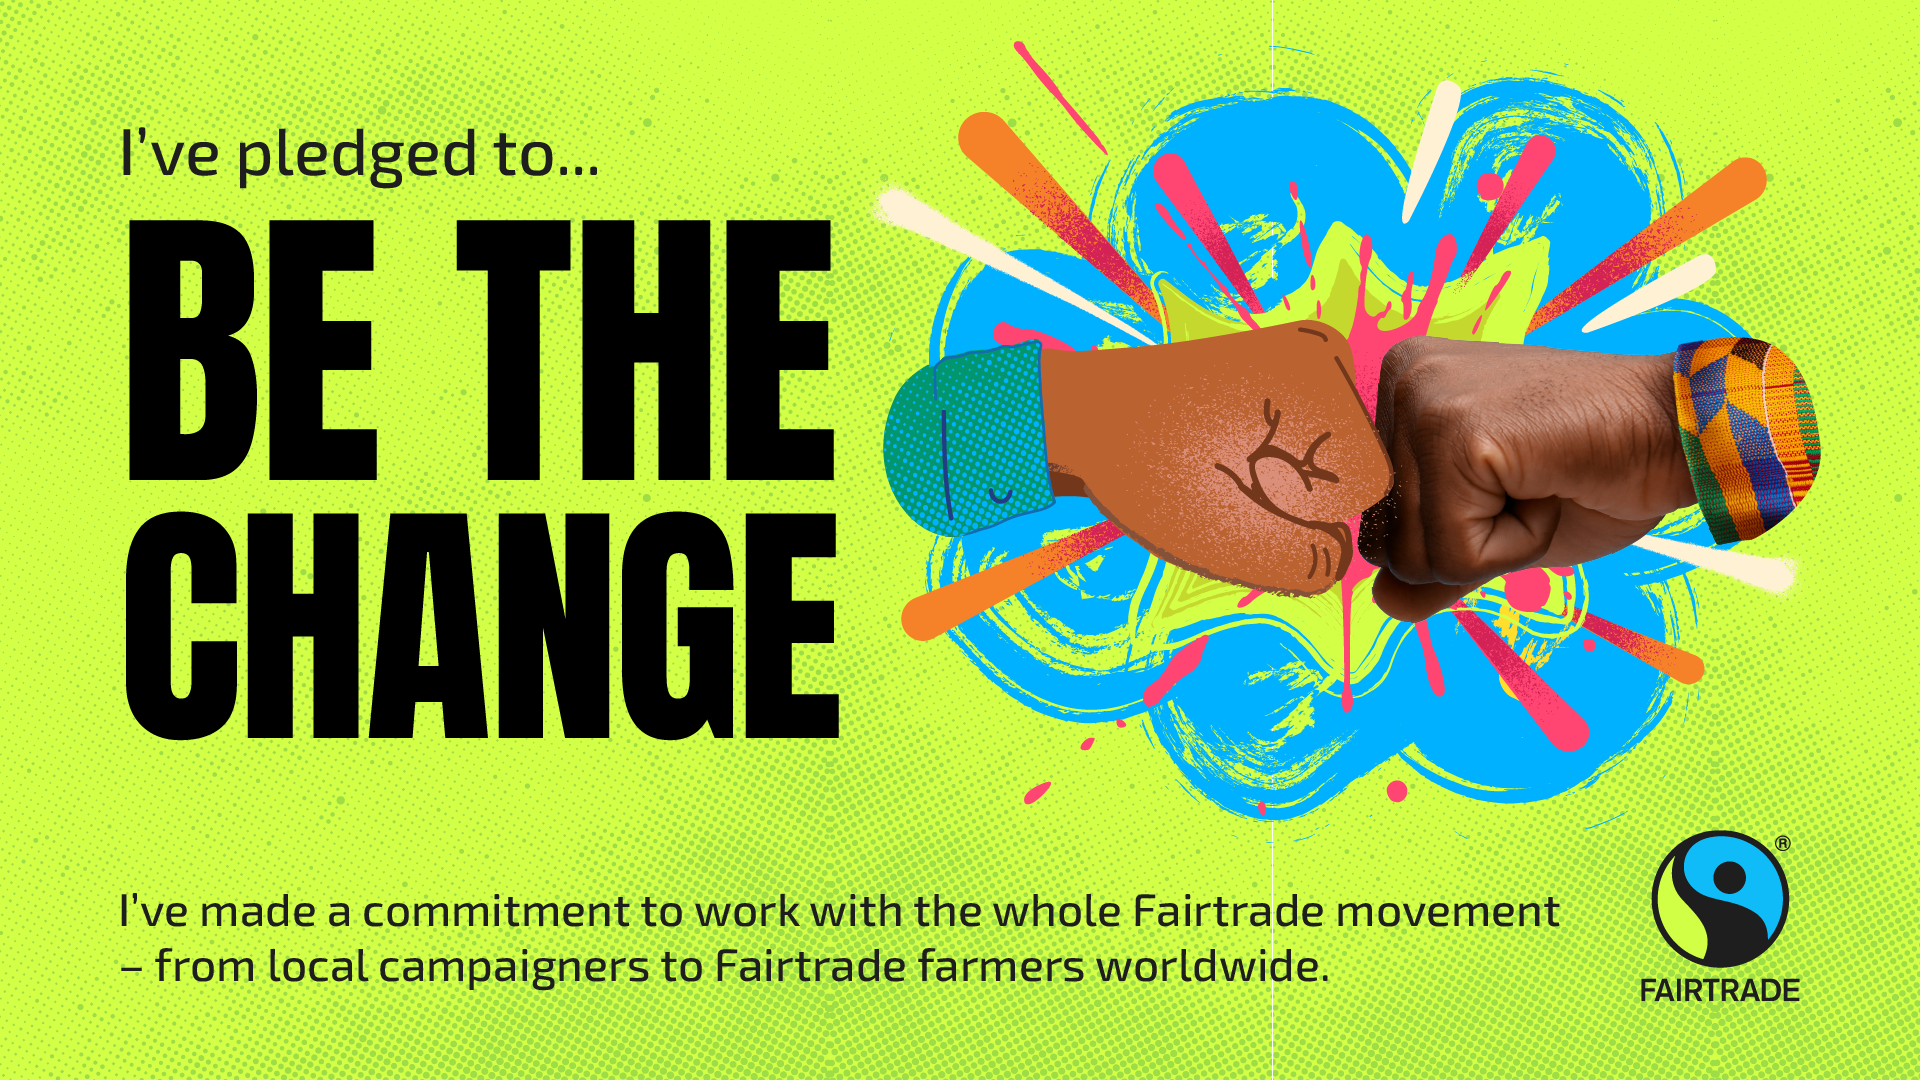 I’ve pledged to...
BE THE
CHANGE
I’ve made a commitment to work with the whole Fairtrade movement
– from local campaigners to Fairtrade farmers worldwide.
®
FAIRTRADE